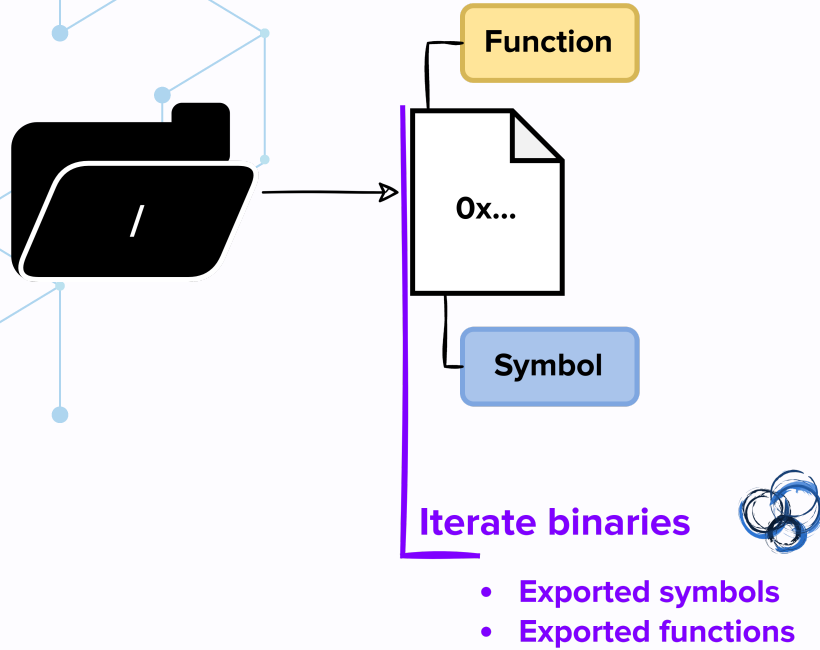 Function
/
0x...
Symbol
Iterate binaries
• Exported symbols
• Exported functions